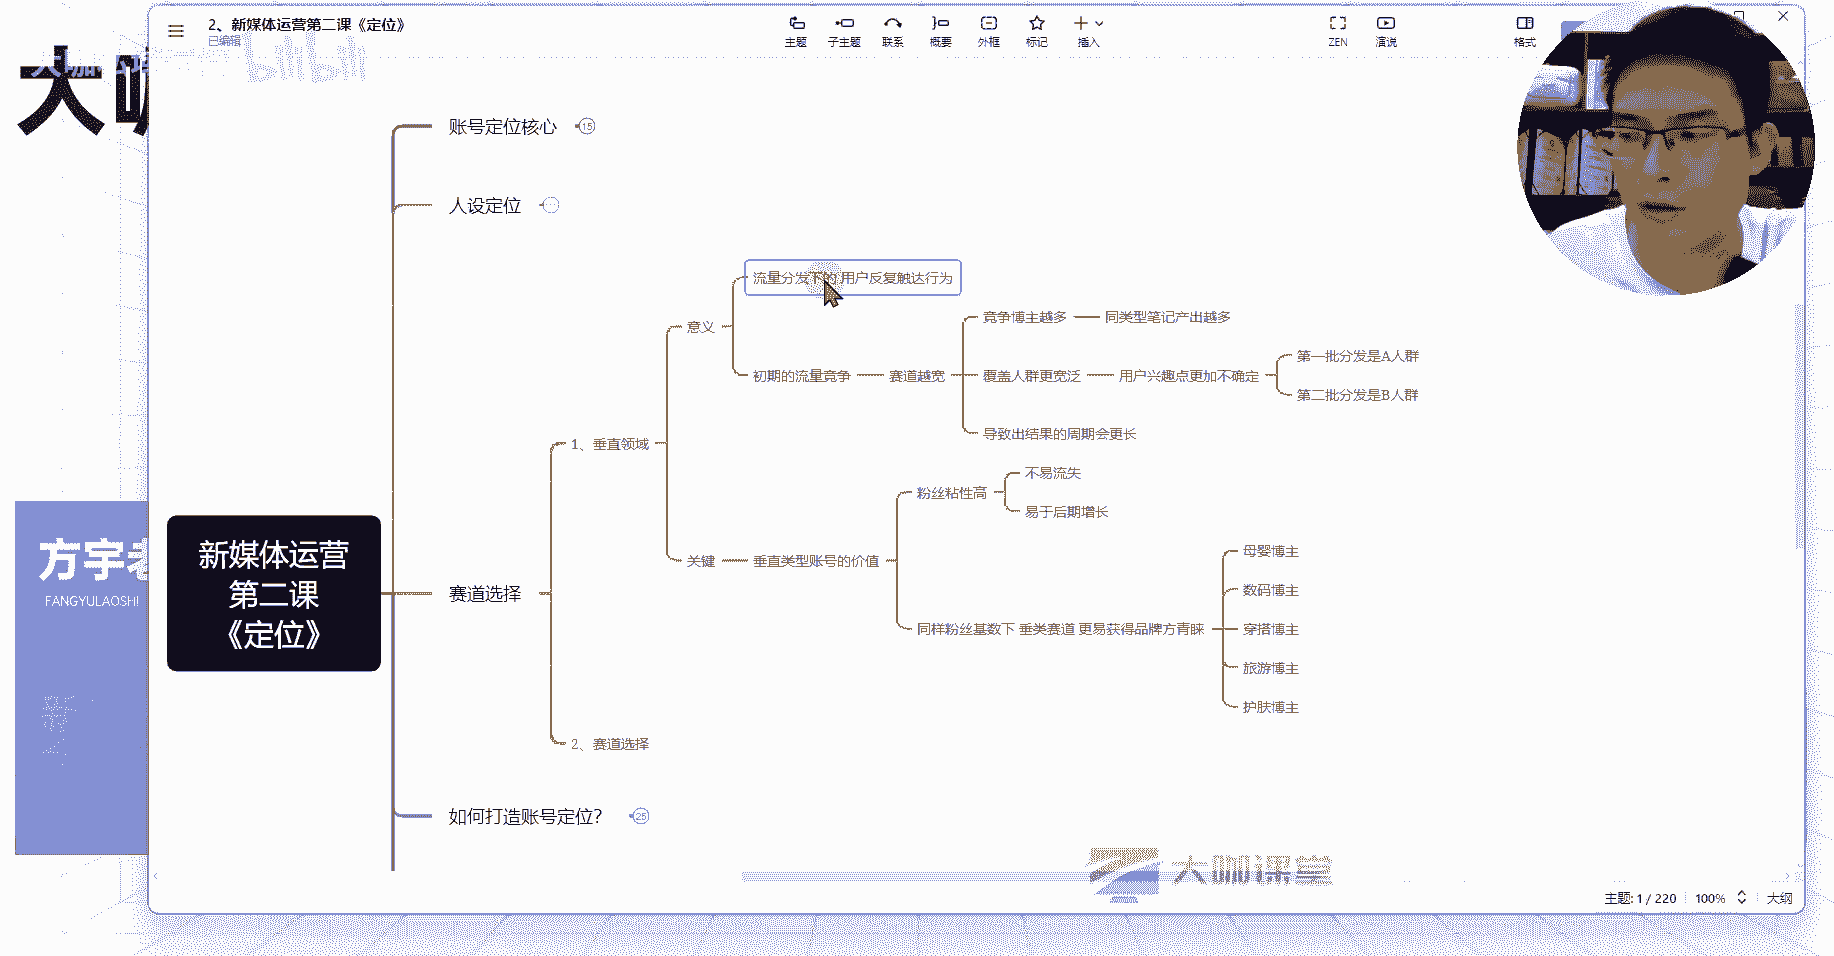 2、新媒体运营第二课《定位》
已编辑
主题
子主题
联系
概要
外框
标记
插入
ZEN
演说
格式
bilibili
大咖
账号定位核心
15
人设定位
流量分发下的 用户反复触达行为
意义
竞争博主越多
同类型笔记产出越多
第一批分发是A人群
初期的流量竞争
赛道越宽
覆盖人群更宽泛
用户兴趣点更加不确定
第二批分发是B人群
导致出结果的周期会更长
1、垂直领域
不易流失
粉丝粘性高
易于后期增长
关键
垂直类型账号的价值
母婴博主
数码博主
同样粉丝基数下 垂类赛道 更易获得品牌方青睐
穿搭博主
旅游博主
护肤博主
新媒体运营
第二课
《定位》
赛道选择
2、赛道选择
方宇老
FANGYULAOSHI
如何打造账号定位？
25
大咖课堂
主题: 1 / 220
100%
大纲